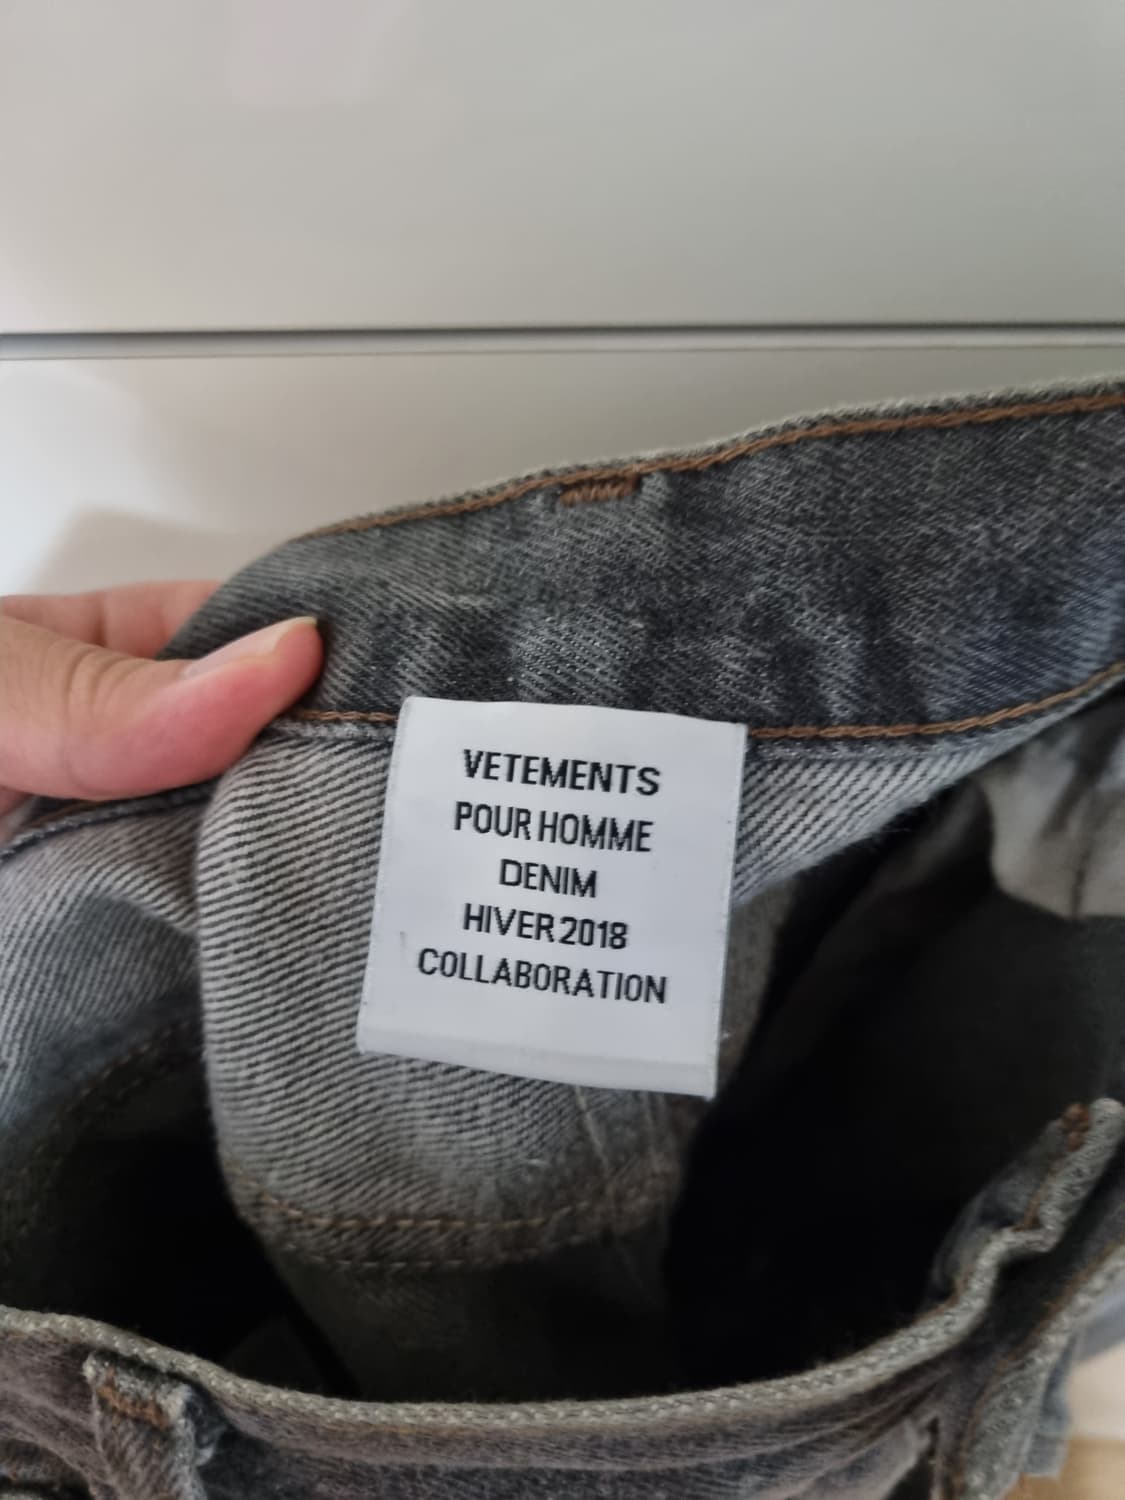 VETEMENTS
POUR HOMME
DENIM
HIVER 2018
COLLABORATION